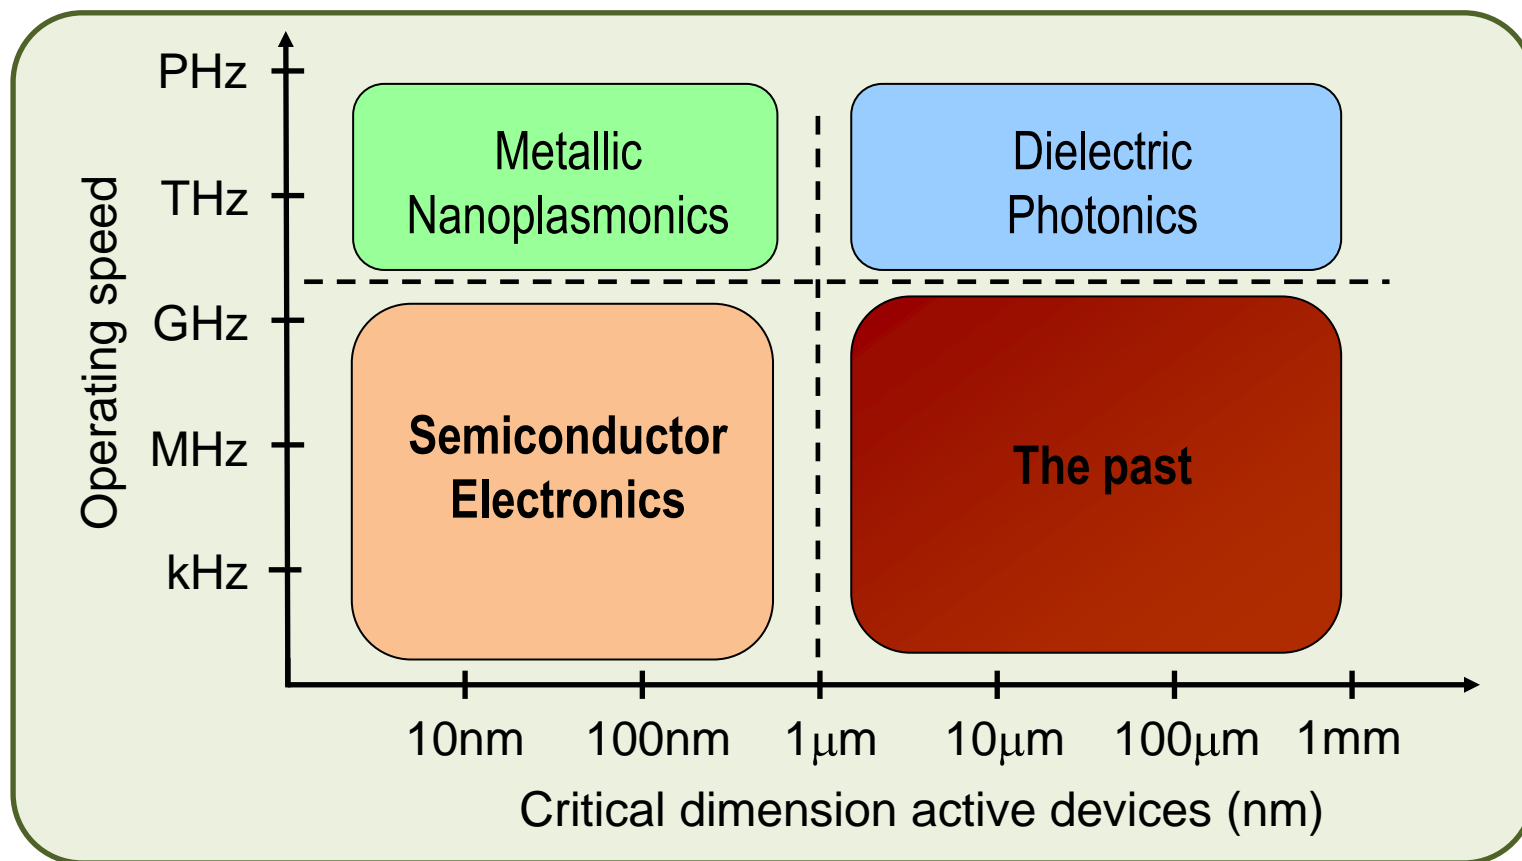 PHz
THz
GHz
MHz
kHz
Operating speed
Metallic
Nanoplasmonics
Dielectric
Photonics
Semiconductor
Electronics
The past
10nm 100nm 1μm 10μm 100μm 1mm
Critical dimension active devices (nm)